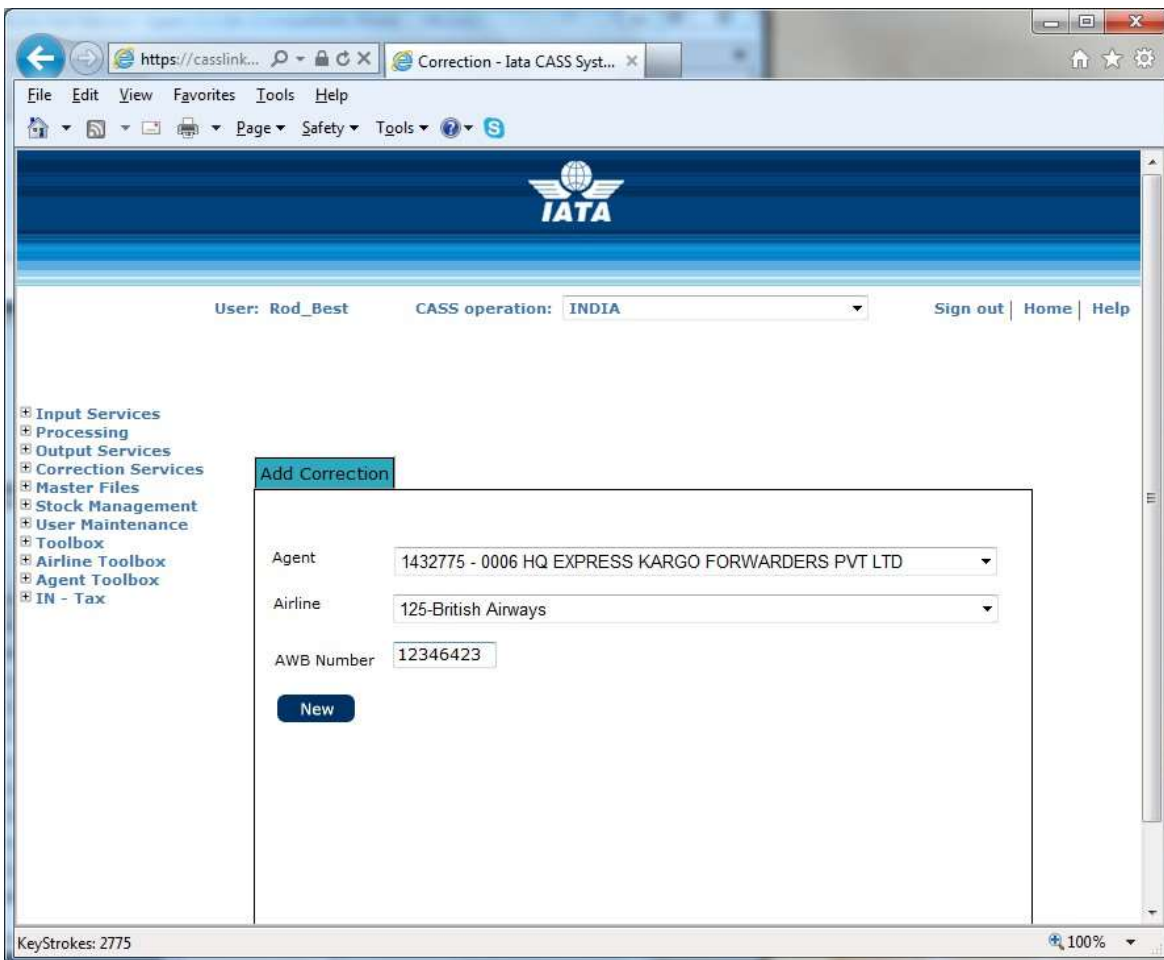 https://casslink...
Correction - Iata CASS Syst...
File Edit View Favorites Tools Help
Page Safety Tools
IATA
User: Rod_Best CASS operation: INDIA Sign out | Home | Help
Input Services
Processing
Output Services
Correction Services
Master Files
Stock Management
User Maintenance
Toolbox
Airline Toolbox
Agent Toolbox
IN - Tax
Add Correction
Agent 1432775 - 0006 HQ EXPRESS KARGO FORWARDERS PVT LTD
Airline 125-British Airways
AWB Number 12346423
New
KeyStrokes: 2775 100%